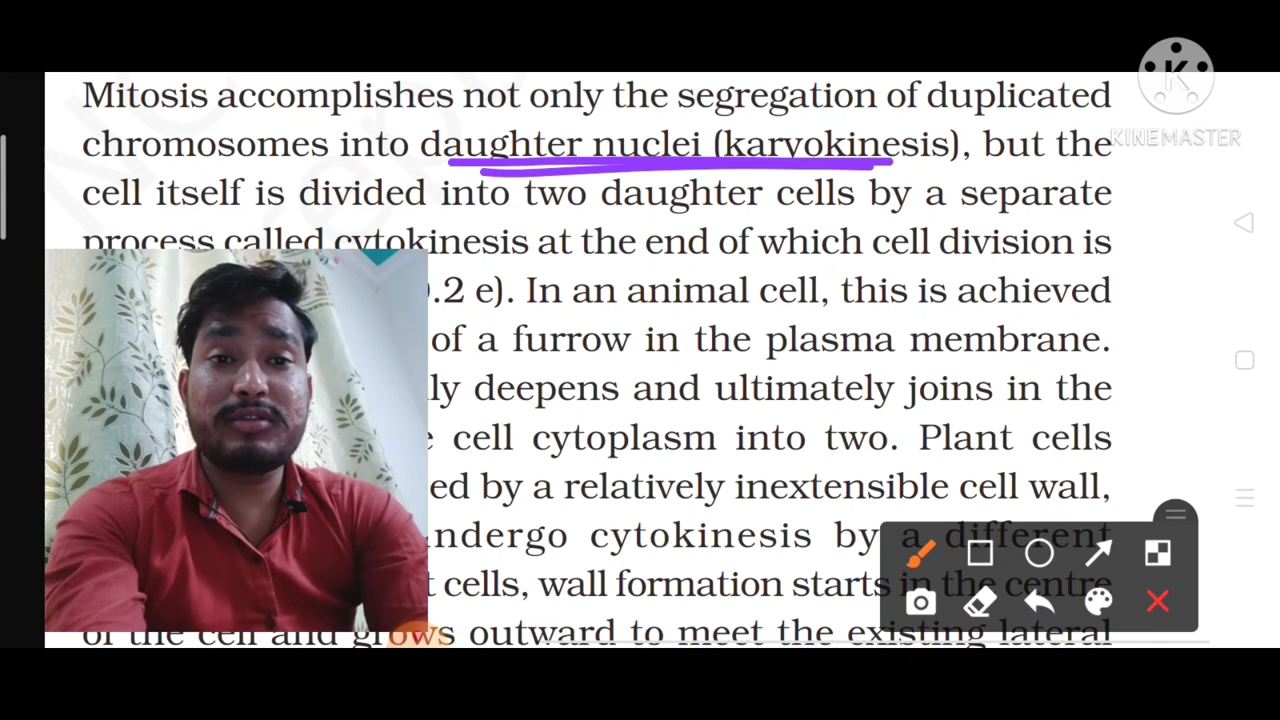 Mitosis accomplishes not only the segregation of duplicated
chromosomes into daughter nuclei (karyokinesis), but the
KINEMASTER
cell itself is divided into two daughter cells by a separate
process called cytokinesis at the end of which cell division is
.2 e). In an animal cell, this is achieved
of a furrow in the plasma membrane.
ly deepens and ultimately joins in the
cell cytoplasm into two. Plant cells
ed by a relatively inextensible cell wall,
ndergo cytokinesis by a different
cells, wall formation starts in the centre
of the cell and grows outward to meet the existing lateral